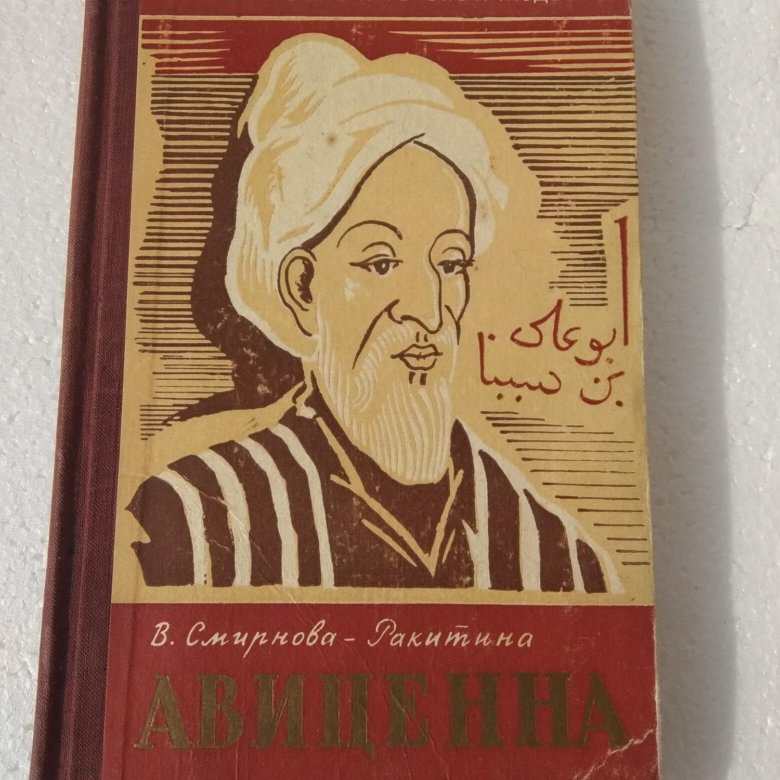 ابو علی
بن سینا
В. Смирнова-Ракитина
АВИЦЕННА